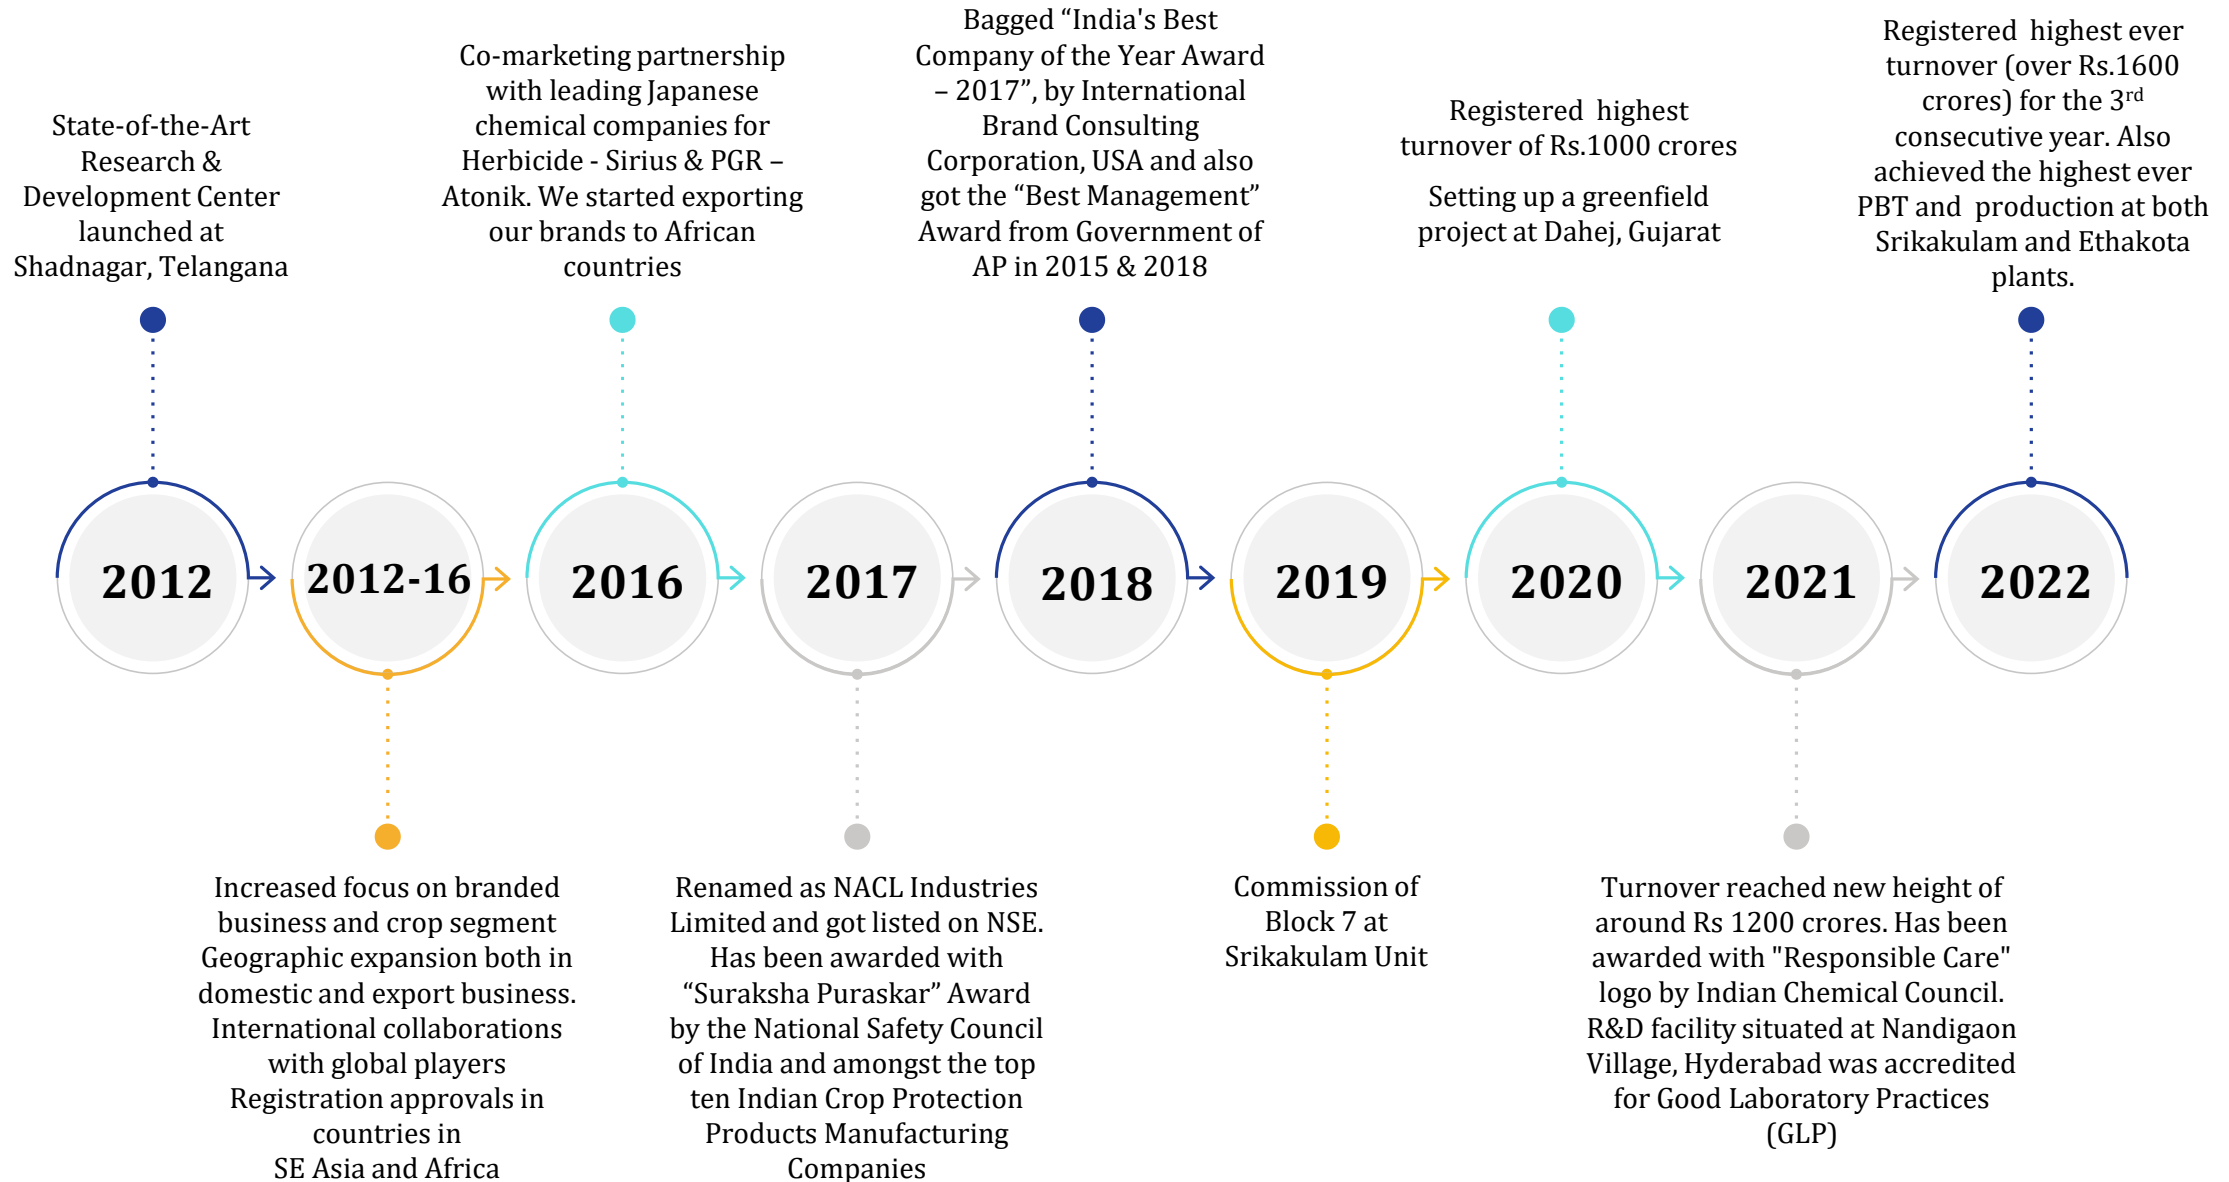 State-of-the-Art
Research &
Development Center
launched at
Shadnagar, Telangana
Co-marketing partnership
with leading Japanese
chemical companies for
Herbicide - Sirius & PGR –
Atonik. We started exporting
our brands to African
countries
Bagged “India's Best
Company of the Year Award
– 2017”, by International
Brand Consulting
Corporation, USA and also
got the “Best Management”
Award from Government of
AP in 2015 & 2018
Registered highest
turnover of Rs.1000 crores
Setting up a greenfield
project at Dahej, Gujarat
Registered highest ever
turnover (over Rs.1600
crores) for the 3rd
consecutive year. Also
achieved the highest ever
PBT and production at both
Srikakulam and Ethakota
plants.
2012
2012-16
2016
2017
2018
2019
2020
2021
2022
Increased focus on branded
business and crop segment
Geographic expansion both in
domestic and export business.
International collaborations
with global players
Registration approvals in
countries in
SE Asia and Africa
Renamed as NACL Industries
Limited and got listed on NSE.
Has been awarded with
“Suraksha Puraskar” Award
by the National Safety Council
of India and amongst the top
ten Indian Crop Protection
Products Manufacturing
Companies
Commission of
Block 7 at
Srikakulam Unit
Turnover reached new height of
around Rs 1200 crores. Has been
awarded with "Responsible Care"
logo by Indian Chemical Council.
R&D facility situated at Nandigaon
Village, Hyderabad was accredited
for Good Laboratory Practices
(GLP)